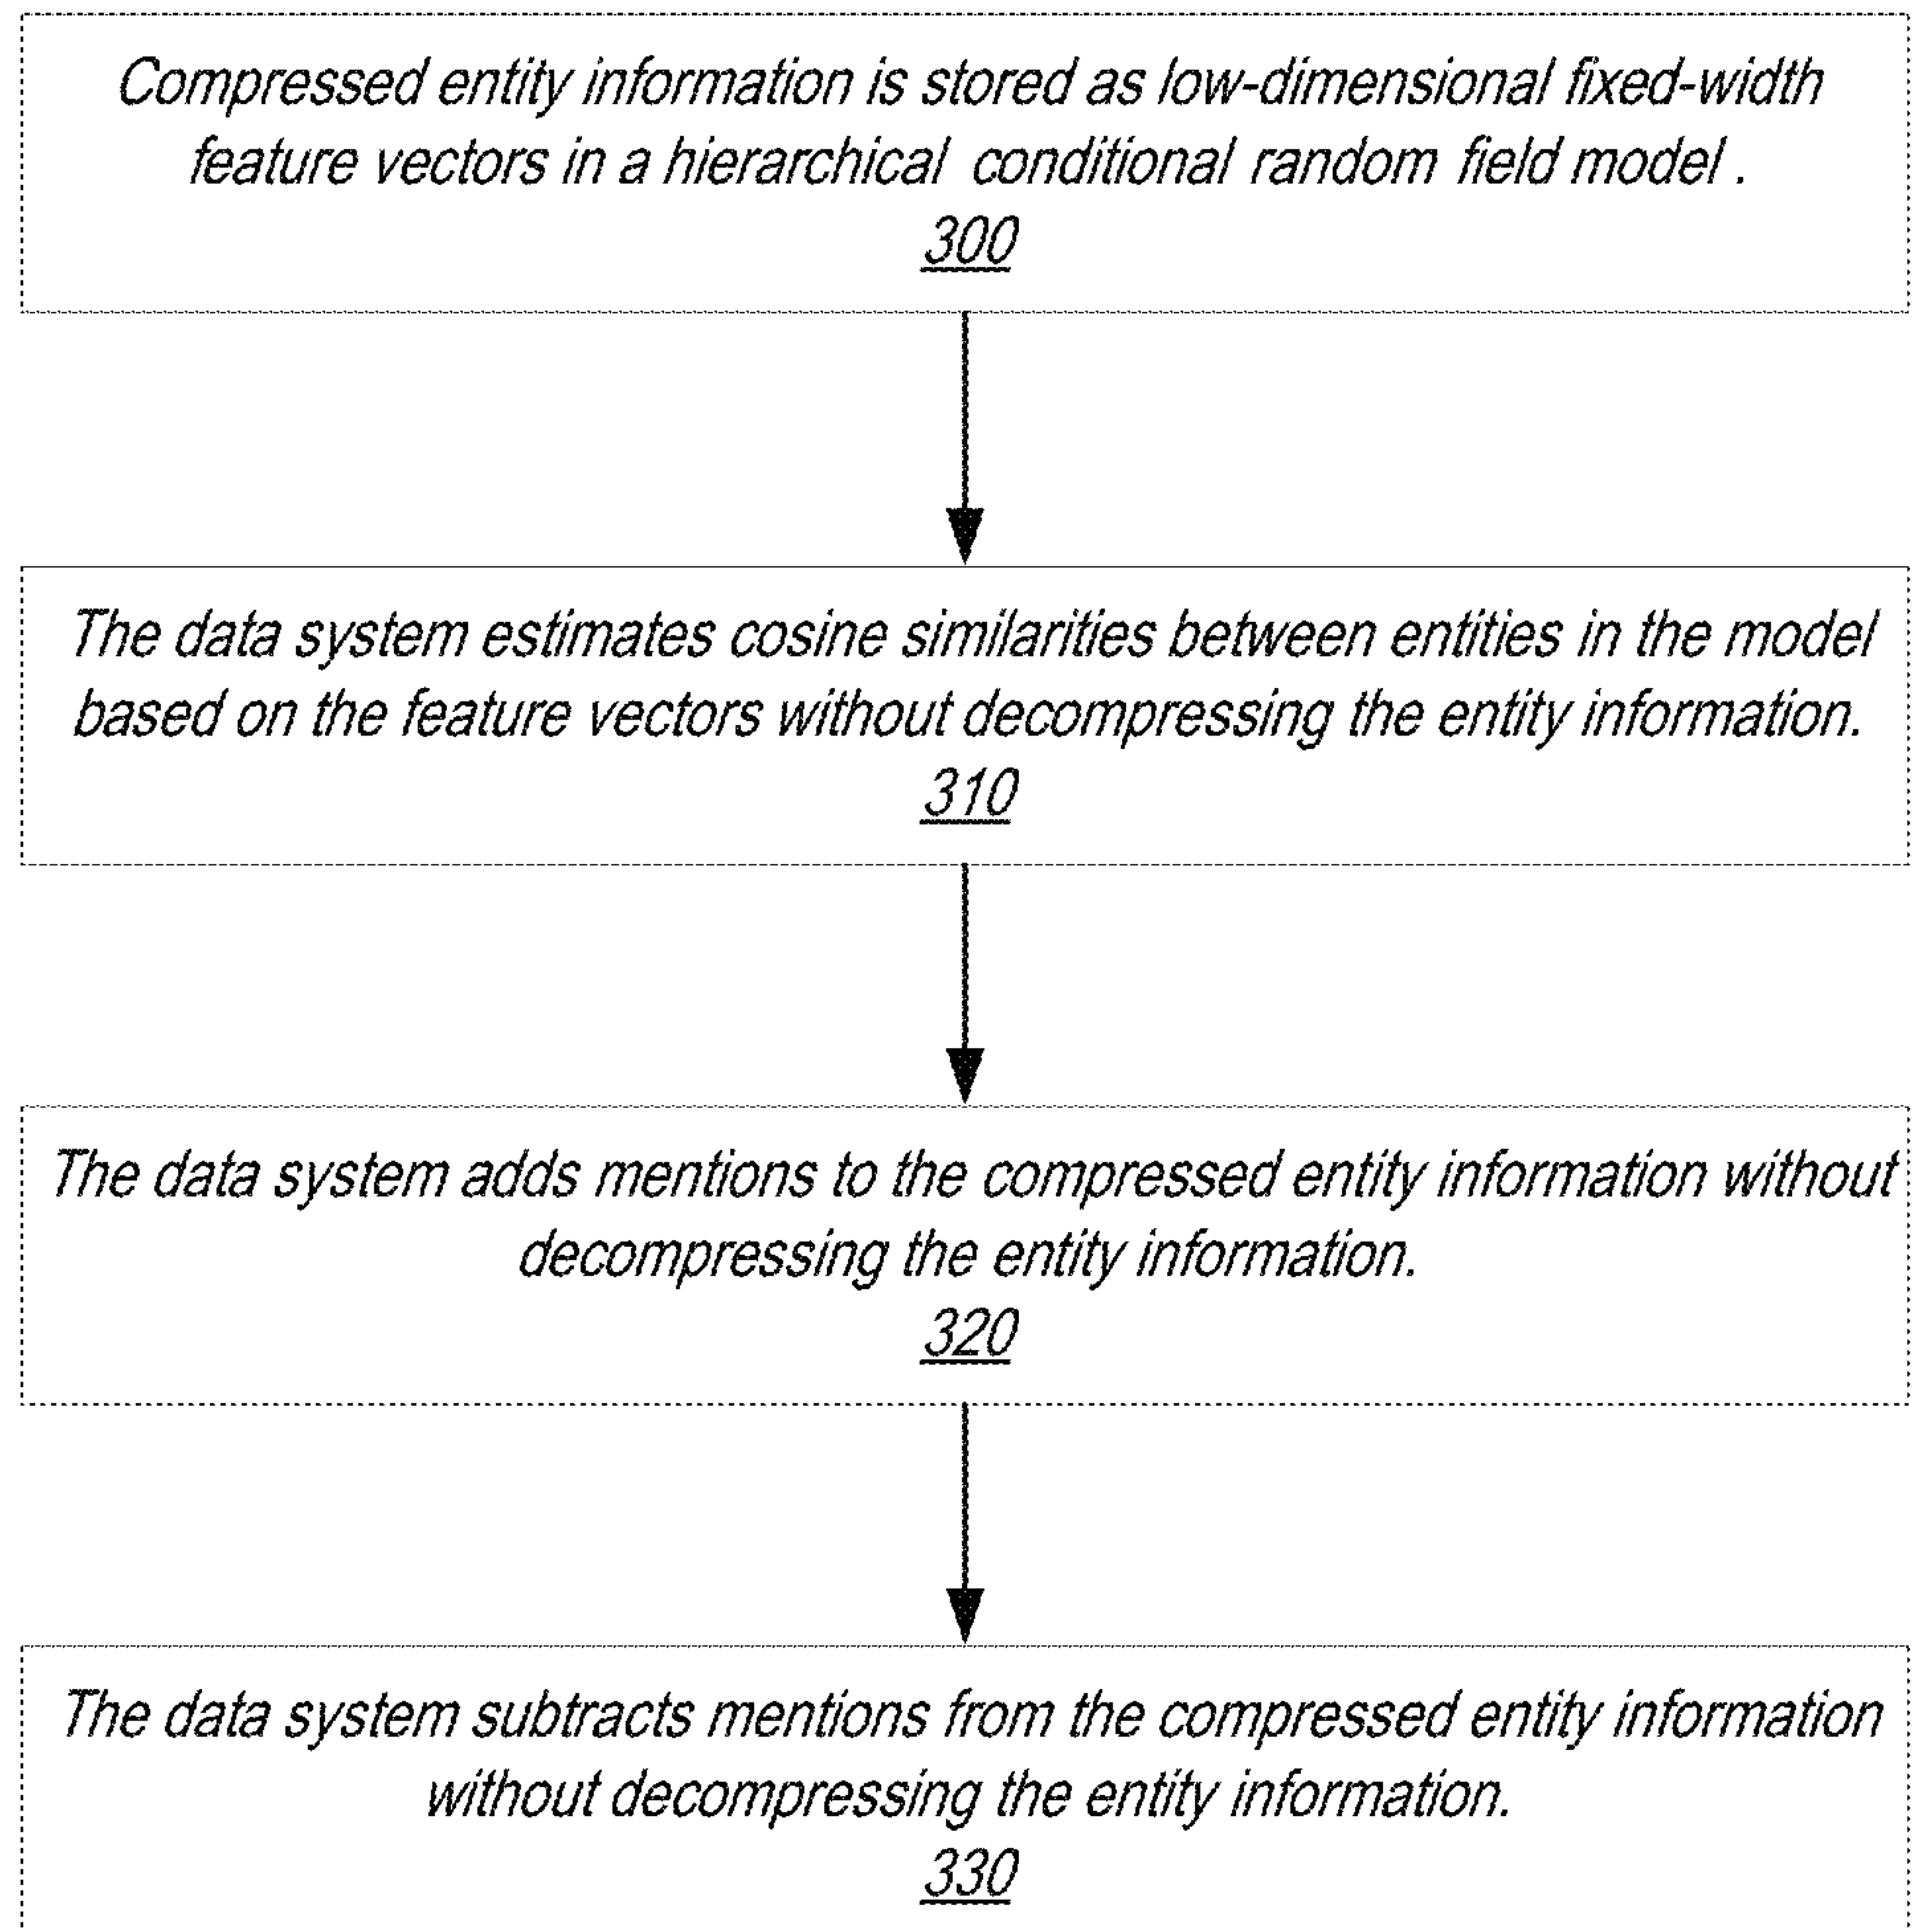 Compressed entity information is stored as low-dimensional fixed-width
feature vectors in a hierarchical conditional random field model .
300
The data system estimates cosine similarities between entities in the model
based on the feature vectors without decompressing the entity information.
310
The data system adds mentions to the compressed entity information without
decompressing the entity information.
320
The data system subtracts mentions from the compressed entity information
without decompressing the entity information.
330